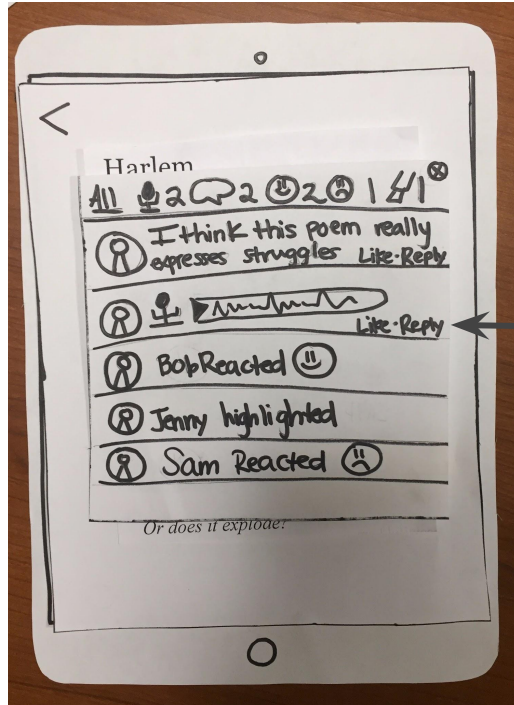 Harlem
All 2 2 2 1 1
I think this poem really
expresses struggles Like·Reply
Like·Reply
Bob Reacted
Jenny highlighted
Sam Reacted
Or does it explode?